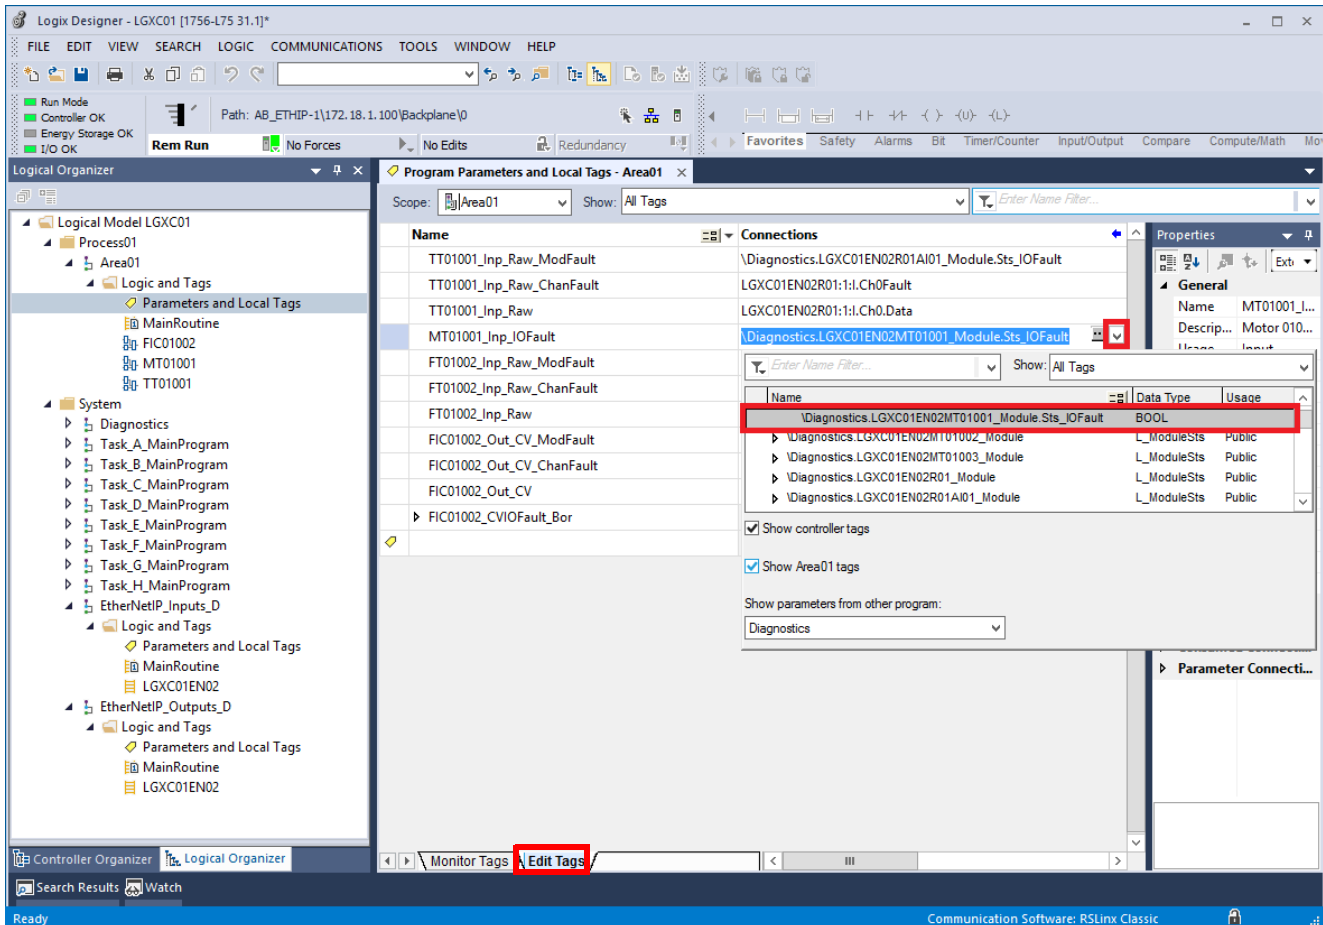 Logix Designer - LGXC01 [1756-L75 31.1]*
FILE EDIT VIEW SEARCH LOGIC COMMUNICATIONS TOOLS WINDOW HELP
Run Mode
Controller OK
Energy Storage OK
I/O OK
Path: AB_ETHIP-1\172.18.1.100\Backplane\0
Rem Run No Forces No Edits Redundancy
Favorites Safety Alarms Bit Timer/Counter Input/Output Compare Compute/Math Mov
Logical Organizer
Logical Model LGXC01
Process01
Area01
Logic and Tags
Parameters and Local Tags
MainRoutine
FIC01002
MT01001
TT01001
System
Diagnostics
Task_A_MainProgram
Task_B_MainProgram
Task_C_MainProgram
Task_D_MainProgram
Task_E_MainProgram
Task_F_MainProgram
Task_G_MainProgram
Task_H_MainProgram
EtherNetIP_Inputs_D
Logic and Tags
Parameters and Local Tags
MainRoutine
LGXC01EN02
EtherNetIP_Outputs_D
Logic and Tags
Parameters and Local Tags
MainRoutine
LGXC01EN02
Controller Organizer Logical Organizer
Program Parameters and Local Tags - Area01
Scope: Area01 Show: All Tags Enter Name Filter...
Name Connections
TT01001_Inp_Raw_ModFault \Diagnostics.LGXC01EN02R01AI01_Module.Sts_IOFault
TT01001_Inp_Raw_ChanFault LGXC01EN02R01:1:I.Ch0Fault
TT01001_Inp_Raw LGXC01EN02R01:1:I.Ch0.Data
MT01001_Inp_IOFault \Diagnostics.LGXC01EN02MT01001_Module.Sts_IOFault
FT01002_Inp_Raw_ModFault
FT01002_Inp_Raw_ChanFault
FT01002_Inp_Raw
FIC01002_Out_CV_ModFault
FIC01002_Out_CV_ChanFault
FIC01002_Out_CV
FIC01002_CVIOFault_Bor
Enter Name Filter... Show: All Tags
Name Data Type Usage
\Diagnostics.LGXC01EN02MT01001_Module.Sts_IOFault BOOL
\Diagnostics.LGXC01EN02MT01002_Module L_ModuleSts Public
\Diagnostics.LGXC01EN02MT01003_Module L_ModuleSts Public
\Diagnostics.LGXC01EN02R01_Module L_ModuleSts Public
\Diagnostics.LGXC01EN02R01AI01_Module L_ModuleSts Public
Show controller tags
Show Area01 tags
Show parameters from other program:
Diagnostics
Properties
Exte
General
Name MT01001_I...
Descrip... Motor 010...
Usage Input
Parameter Connecti...
Monitor Tags Edit Tags
Search Results Watch
Ready Communication Software: RSLinx Classic